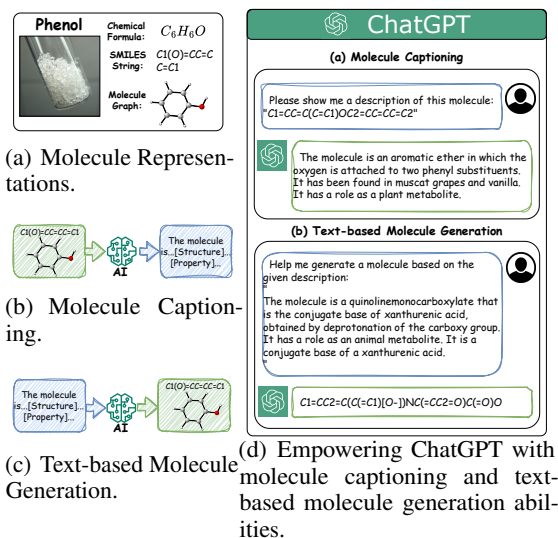 Phenol
Chemical Formula: C6H6O
SMILES String: C1(O)=CC=C
C=C1
Molecule Graph:
(a) Molecule Represen-
tations.
C1(O)=CC=CC=C1
AI
The molecule
is...[Structure]...
[Property]...
(b) Molecule Caption-
ing.
The molecule
is...[Structure]...
[Property]...
AI
C1(O)=CC=CC=C1
(c) Text-based Molecule
Generation.
ChatGPT
(a) Molecule Captioning
Please show me a description of this molecule:
"C1=CC=C(C=C1)OC2=CC=CC=C2"
The molecule is an aromatic ether in which the
oxygen is attached to two phenyl substituents.
It has been found in muscat grapes and vanilla.
It has a role as a plant metabolite.
(b) Text-based Molecule Generation
Help me generate a molecule based on the
given description:
"
The molecule is a quinolinemonocarboxylate that
is the conjugate base of xanthurenic acid,
obtained by deprotonation of the carboxy group.
It has a role as an animal metabolite. It is a
conjugate base of a xanthurenic acid.
"
C1=CC2=C(C(=C1)[O-])NC(=CC2=O)C(=O)O
(d) Empowering ChatGPT with
molecule captioning and text-
based molecule generation abil-
ities.